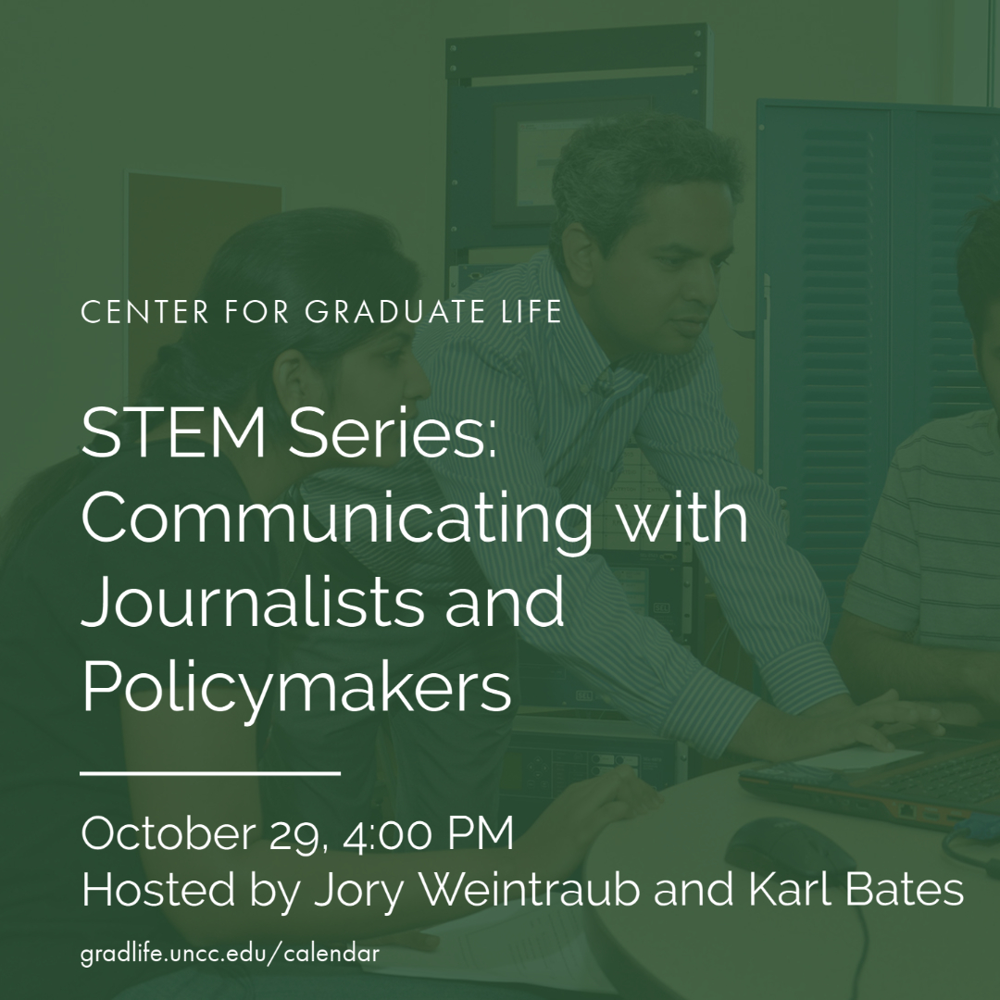 CENTER FOR GRADUATE LIFE
STEM Series:
Communicating with
Journalists and
Policymakers
October 29, 4:00 PM
Hosted by Jory Weintraub and Karl Bates
gradlife.uncc.edu/calendar